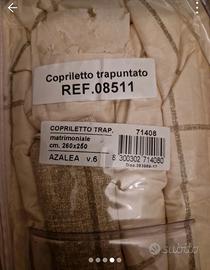 Copriletto trapuntato
REF.08511
COPRILETTO TRAP. 71408
matrimoniale
cm. 260x250
AZALEA v.6
8 300302 714080
subito